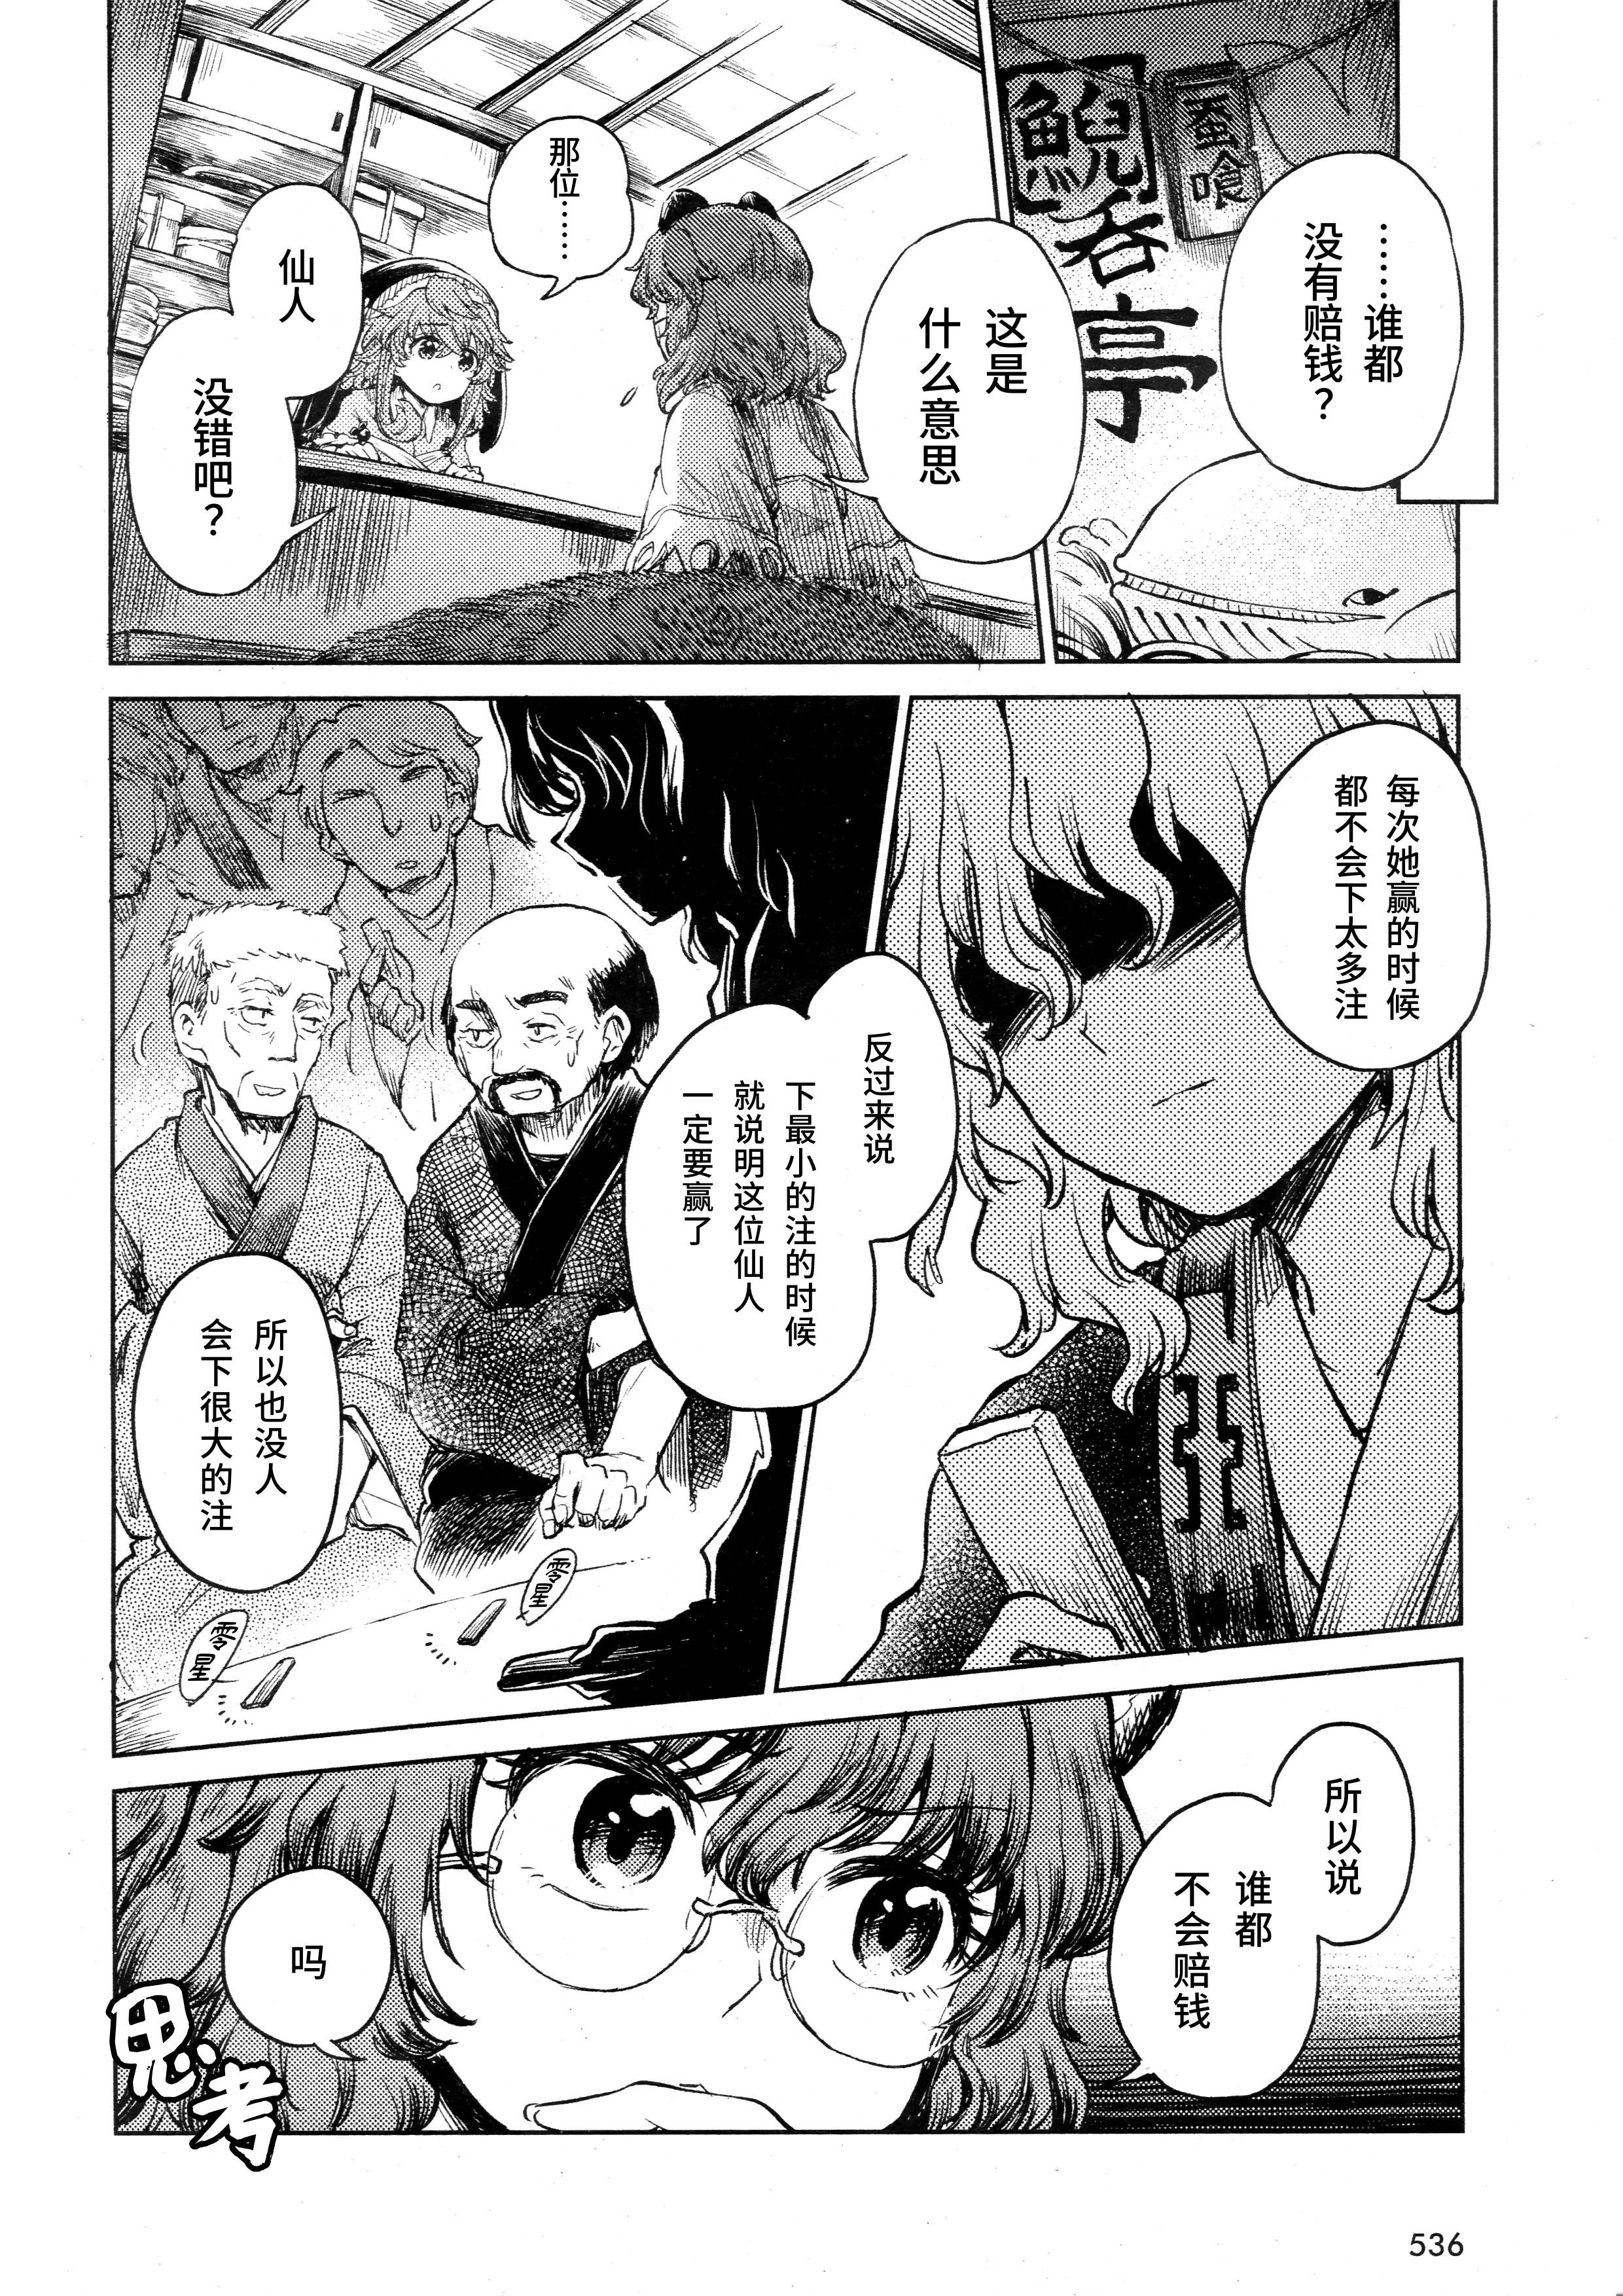 鯢
呑
亭
蚕
喰
……谁都
没有赔钱？
这是
什么意思
那位……
仙人
没错吧？
每次她赢的时候
都不会下太多注
反过来说
下最小的注的时候
就说明这位仙人
一定要赢了
所以也没人
会下很大的注
零星
零星
所以说
谁都
不会赔钱
吗
思考
536